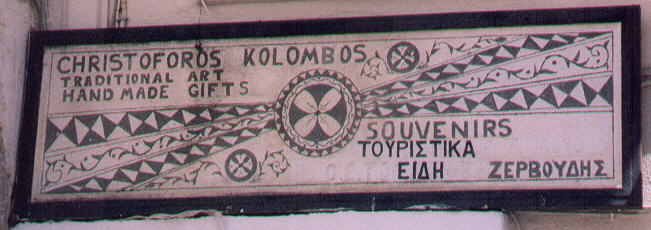 CHRISTOFOROS KOLOMBOS
TRADITIONAL ART
HAND MADE GIFTS
SOUVENIRS
ΤΟΥΡΙΣΤΙΚΑ
ΕΙΔΗ ΖΕΡΒΟΥΔΗΣ